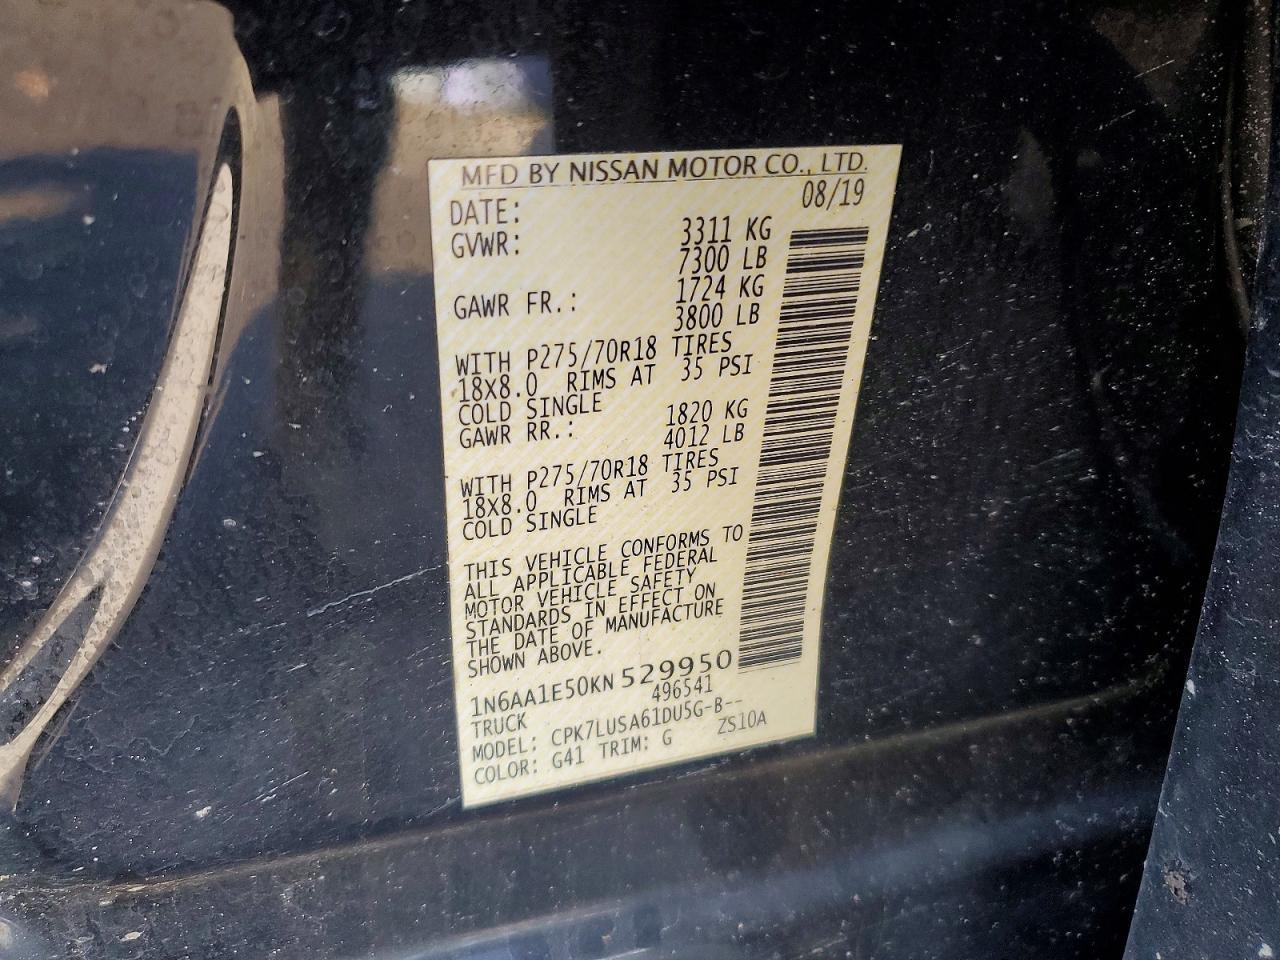 MFD BY NISSAN MOTOR CO., LTD.
DATE: 08/19
GVWR: 3311 KG
7300 LB
GAWR FR.: 1724 KG
3800 LB
WITH P275/70R18 TIRES
18X8.0 RIMS AT 35 PSI
COLD SINGLE
GAWR RR.: 1820 KG
4012 LB
WITH P275/70R18 TIRES
18X8.0 RIMS AT 35 PSI
COLD SINGLE
THIS VEHICLE CONFORMS TO
ALL APPLICABLE FEDERAL
MOTOR VEHICLE SAFETY
STANDARDS IN EFFECT ON
THE DATE OF MANUFACTURE
SHOWN ABOVE.
1N6AA1E50KN529950
TRUCK 496541
MODEL: CPK7LUSA61DU5G-B--
COLOR: G41 TRIM: G ZS10A